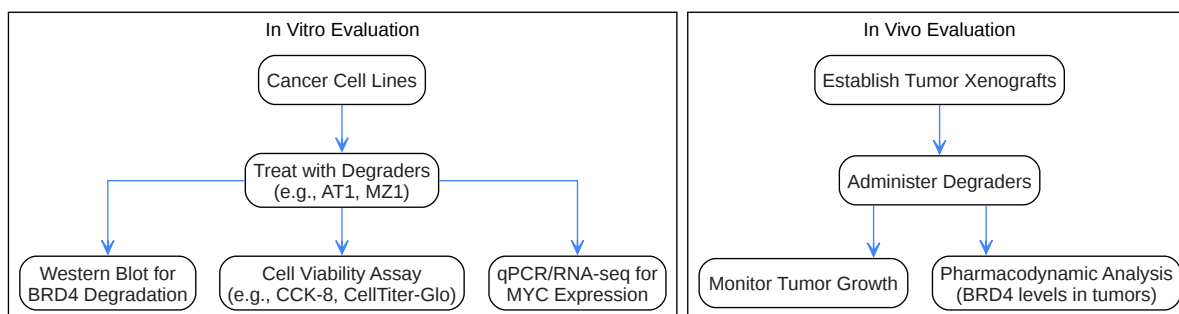 In Vitro Evaluation
Cancer Cell Lines
Treat with Degraders
(e.g., AT1, MZ1)
Western Blot for
BRD4 Degradation
Cell Viability Assay
(e.g., CCK-8, CellTiter-Glo)
qPCR/RNA-seq for
MYC Expression
In Vivo Evaluation
Establish Tumor Xenografts
Administer Degraders
Monitor Tumor Growth
Pharmacodynamic Analysis
(BRD4 levels in tumors)